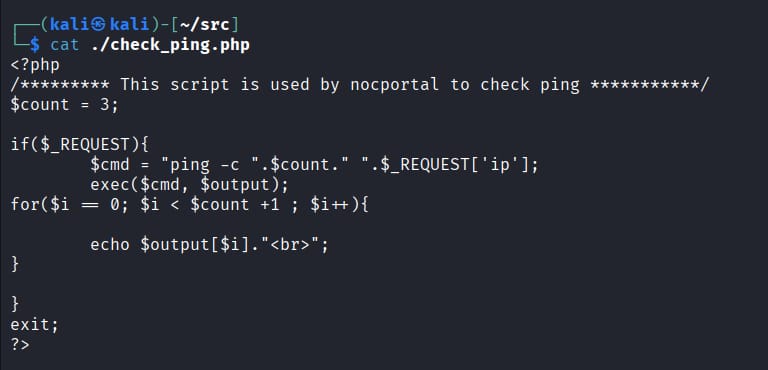 ┌──(kali㉿kali)-[~/src]
└─$ cat ./check_ping.php
<?php
/********* This script is used by nocportal to check ping ***********/
$count = 3;
if($_REQUEST){
$cmd = "ping -c ".$count." ".$_REQUEST['ip'];
exec($cmd, $output);
for($i == 0; $i < $count +1 ; $i++){
echo $output[$i]."<br>";
}
}
exit;
?>